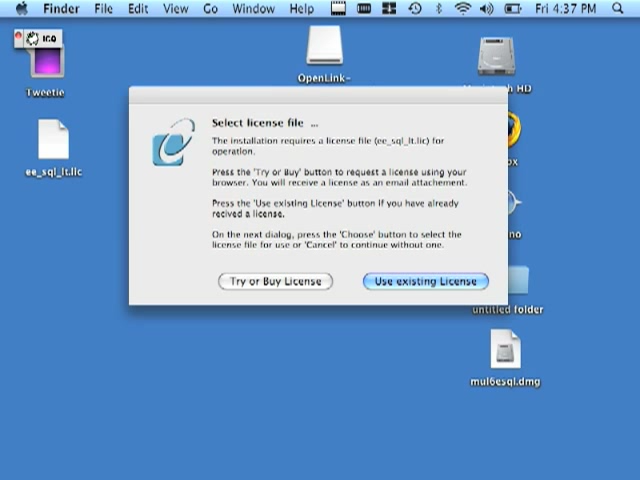 Finder File Edit View Go Window Help Fri 4:37 PM
ICQ
Tweetie
OpenLink~
HD
ee_sql_lt.lic
Select license file ...
The installation requires a license file (ee_sql_lt.lic) for
operation.
Press the 'Try or Buy' button to request a license using your
browser. You will receive a license as an email attachement.
Press the 'Use existing License' button if you have already
recived a license.
On the next dialog, press the 'Choose' button to select the
license file for use or 'Cancel' to continue without one.
Try or Buy License Use existing License
untitled folder
mul6esql.dmg